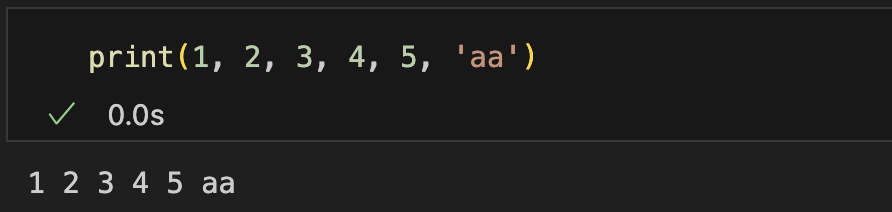 print(1, 2, 3, 4, 5, 'aa')
0.0s
1 2 3 4 5 aa